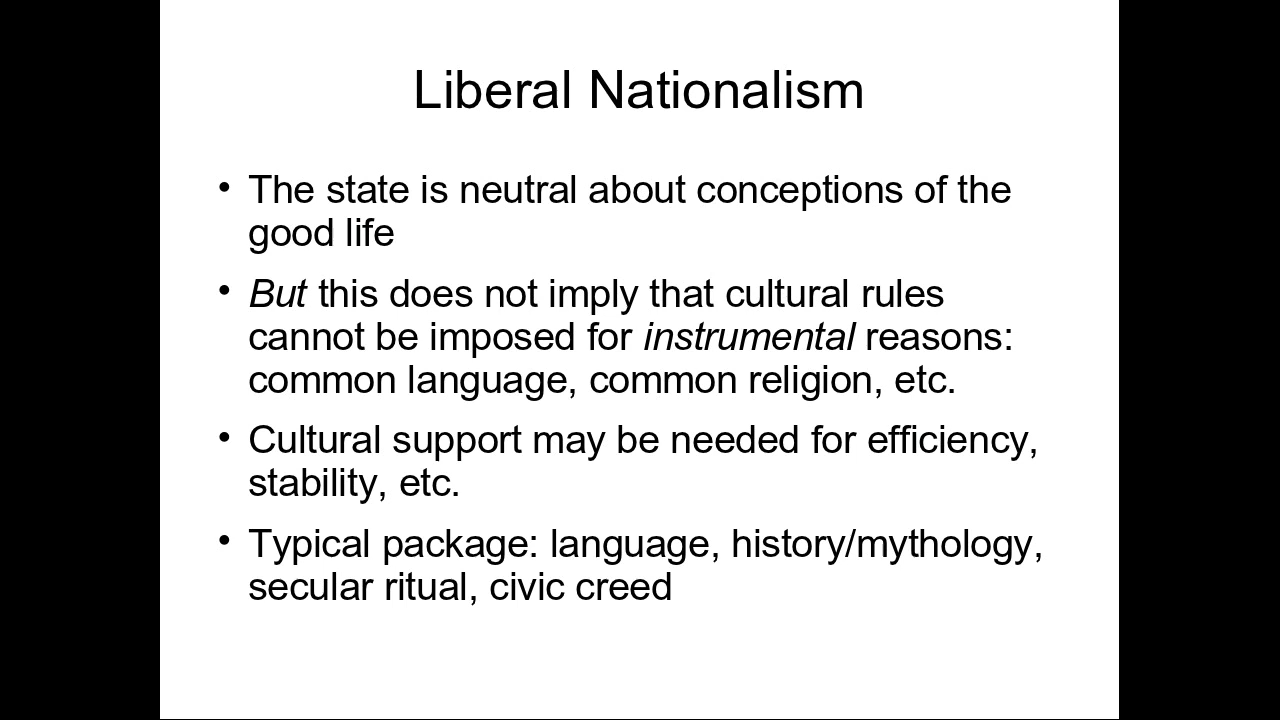 Liberal Nationalism
• The state is neutral about conceptions of the
good life
• But this does not imply that cultural rules
cannot be imposed for instrumental reasons:
common language, common religion, etc.
• Cultural support may be needed for efficiency,
stability, etc.
• Typical package: language, history/mythology,
secular ritual, civic creed